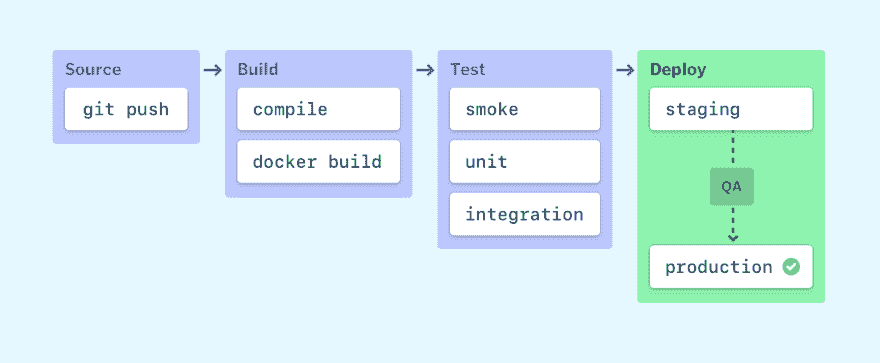 Source
git push
Build
compile
docker build
Test
smoke
unit
integration
Deploy
staging
QA
production